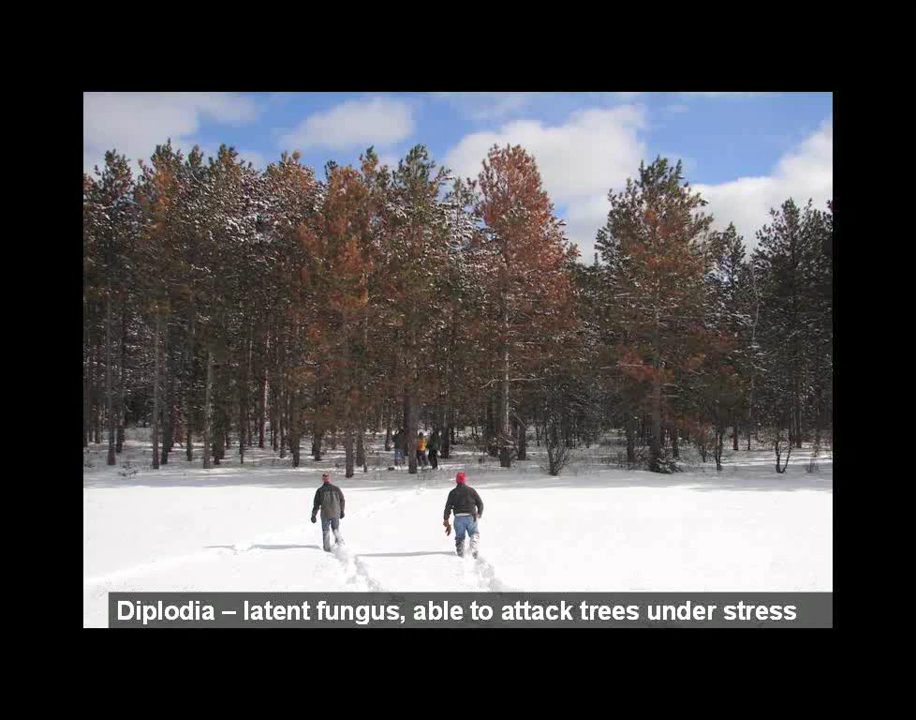 Diplodia – latent fungus, able to attack trees under stress